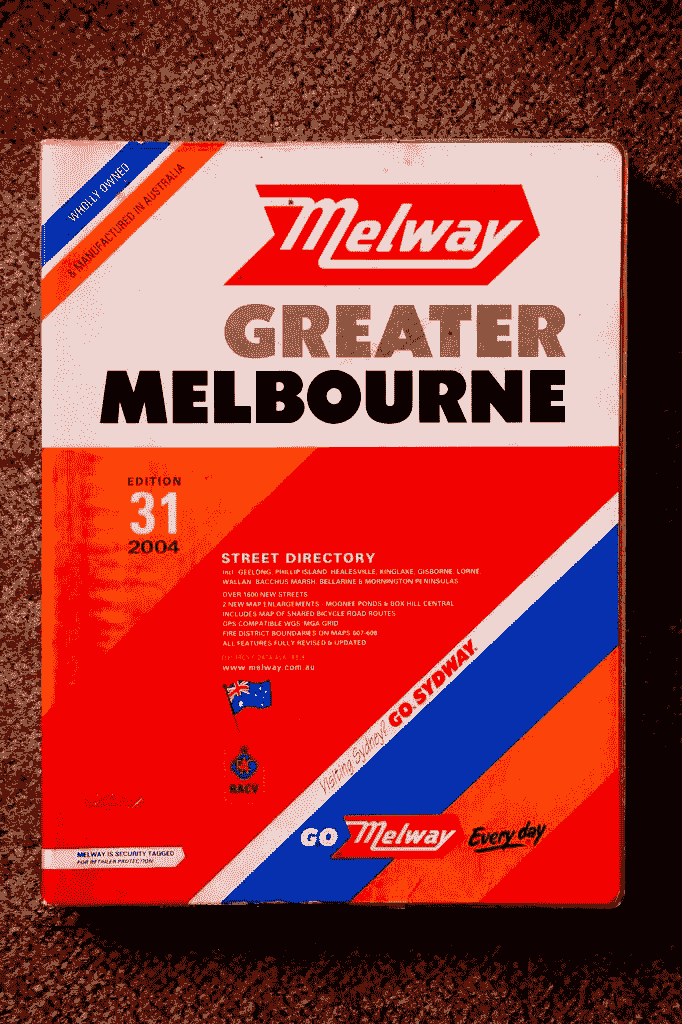 WHOLLY OWNED
& MANUFACTURED IN AUSTRALIA
Melway
GREATER
MELBOURNE
EDITION
31
2004
STREET DIRECTORY
Incl. GEELONG, PHILLIP ISLAND, HEALESVILLE, KINGLAKE, GISBORNE, LORNE,
WALLAN, BACCHUS MARSH, BELLARINE & MORNINGTON PENINSULAS
OVER 1600 NEW STREETS
2 NEW MAP ENLARGEMENTS - MOONEE PONDS & BOX HILL CENTRAL
INCLUDES MAP OF SHARED BICYCLE ROAD ROUTES
GPS COMPATIBLE WGS MGA GRID
FIRE DISTRICT BOUNDARIES ON MAPS 607-608
ALL FEATURES FULLY REVISED & UPDATED
www.melway.com.au
RACV
Visiting Sydney? GO SYDWAY.
GO Melway Every day
MELWAY IS SECURITY TAGGED
FOR RETAILER PROTECTION